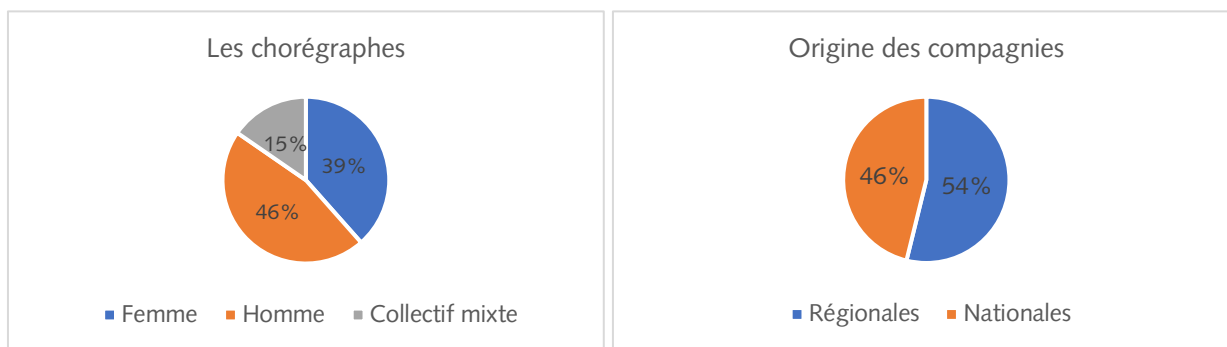 Les chorégraphes
15%
39%
46%
Femme Homme Collectif mixte
Origine des compagnies
46%
54%
Régionales Nationales